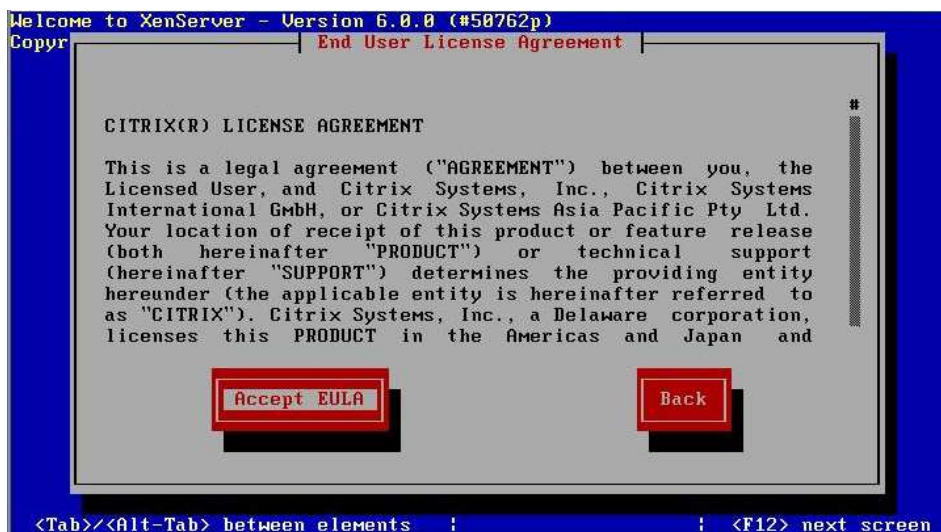 Welcome to XenServer - Version 6.0.0 (#50762p)
Copyr
End User License Agreement
#
CITRIX(R) LICENSE AGREEMENT
This is a legal agreement ("AGREEMENT") between you, the
Licensed User, and Citrix Systems, Inc., Citrix Systems
International GmbH, or Citrix Systems Asia Pacific Pty Ltd.
Your location of receipt of this product or feature release
(both hereinafter "PRODUCT") or technical support
(hereinafter "SUPPORT") determines the providing entity
hereunder (the applicable entity is hereinafter referred to
as "CITRIX"). Citrix Systems, Inc., a Delaware corporation,
licenses this PRODUCT in the Americas and Japan and
Accept EULA
Back
<Tab>/<Alt-Tab> between elements | | <F12> next screen